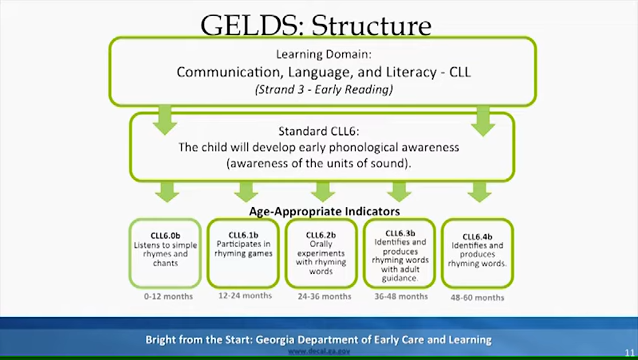 GELDS: Structure
Learning Domain:
Communication, Language, and Literacy - CLL
(Strand 3 - Early Reading)
Standard CLL6:
The child will develop early phonological awareness
(awareness of the units of sound).
Age-Appropriate Indicators
CLL6.0b
Listens to simple
rhymes and
chants
0-12 months
CLL6.1b
Participates in
rhyming games
12-24 months
CLL6.2b
Orally
experiments
with rhyming
words
24-36 months
CLL6.3b
Identifies and
produces
rhyming words
with adult
guidance.
36-48 months
CLL6.4b
Identifies and
produces
rhyming words.
48-60 months
Bright from the Start: Georgia Department of Early Care and Learning
www.decal.ga.gov
11